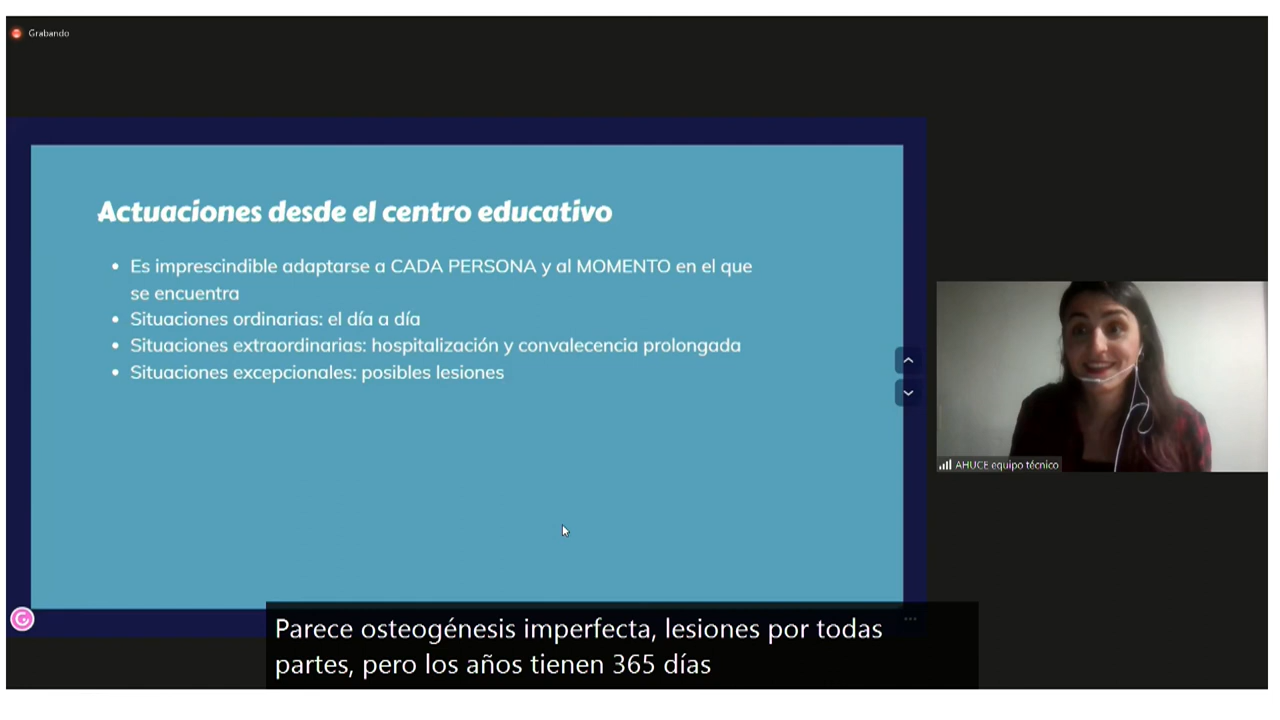 Grabando
Actuaciones desde el centro educativo
• Es imprescindible adaptarse a CADA PERSONA y al MOMENTO en el que
se encuentra
• Situaciones ordinarias: el día a día
• Situaciones extraordinarias: hospitalización y convalecencia prolongada
• Situaciones excepcionales: posibles lesiones
AHUCE equipo técnico
Parece osteogénesis imperfecta, lesiones por todas
partes, pero los años tienen 365 días